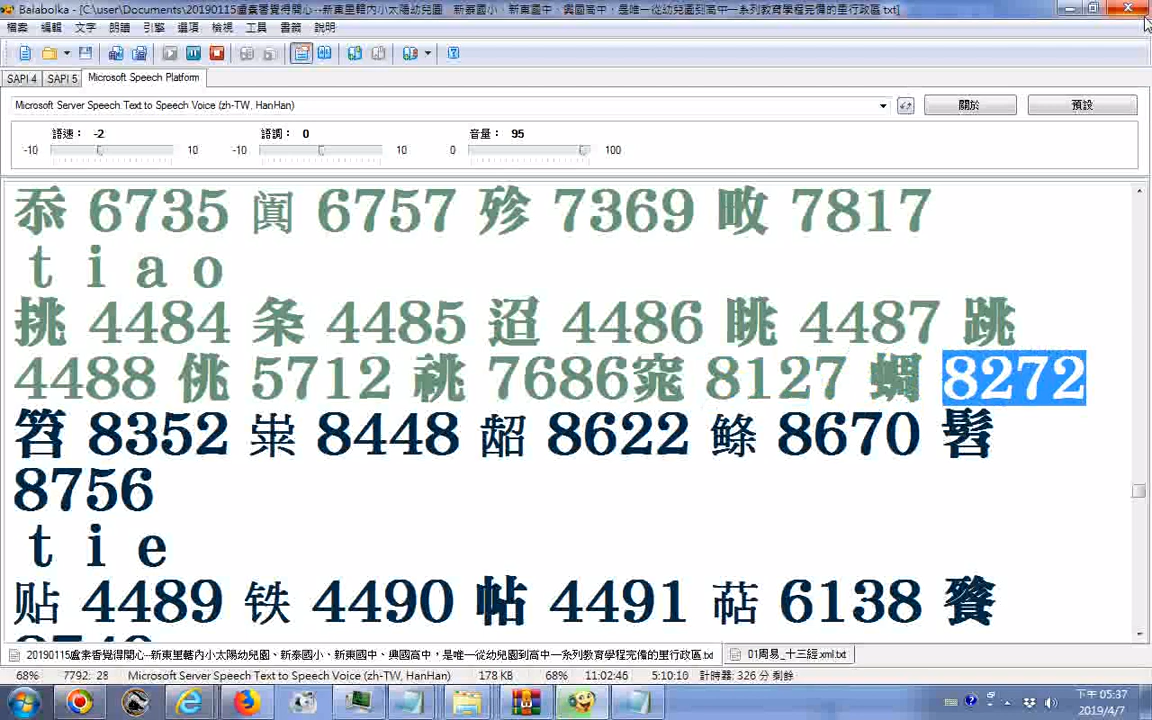 Balabolka - [C:\user\Documents\20190115盧素香覺得開心--新東里轄內小太陽幼兒園、新泰國小、新東國中、興國高中，是唯一從幼兒園到高中一系列教育學程完備的里行政區.txt]
檔案 編輯 文字 朗讀 引擎 檢視 工具 書籤 說明
SAPI 4 SAPI 5 Microsoft Speech Platform
Microsoft Server Speech Text to Speech Voice (zh-TW, HanHan) 關於 預設
語速： -2 語調： 0 音量： 95
-10 10 -10 10 0 100
忝 6735 阗 6757 殄 7369 畋 7817
ｔｉａｏ
挑 4484 条 4485 迢 4486 眺 4487 跳
4488 佻 5712 祧 7686窕 8127 蜩 8272
笤 8352 粜 8448 龆 8622 鲦 8670 髫
8756
ｔｉｅ
贴 4489 铁 4490 帖 4491 萜 6138 餮
8749
20190115盧素香覺得開心--新東里轄內小太陽幼兒園、新泰國小、新東國中、興國高中，是唯一從幼兒園到高中一系列教育學程完備的里行政區.txt 01周易_十三經.xml.txt
68% 7792: 28 Microsoft Server Speech Text to Speech Voice (zh-TW, HanHan) 178 KB 68% 11:02:46 5:10:10 計時器: 326 分 剩餘
下午 05:37
2019/4/7